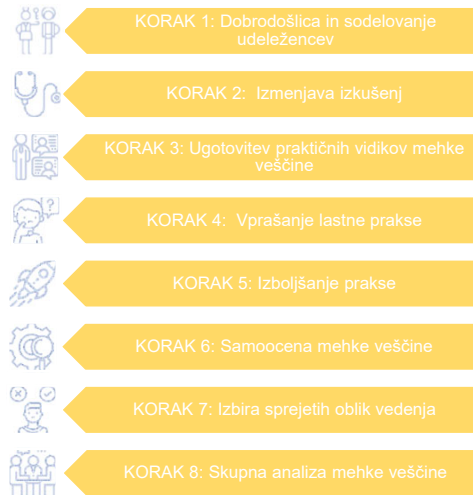 KORAK 1: Dobrodošlica in sodelovanje
udeležencev
KORAK 2: Izmenjava izkušenj
KORAK 3: Ugotovitev praktičnih vidikov mehke
veščine
KORAK 4: Vprašanje lastne prakse
KORAK 5: Izboljšanje prakse
KORAK 6: Samoocena mehke veščine
KORAK 7: Izbira sprejetih oblik vedenja
KORAK 8: Skupna analiza mehke veščine